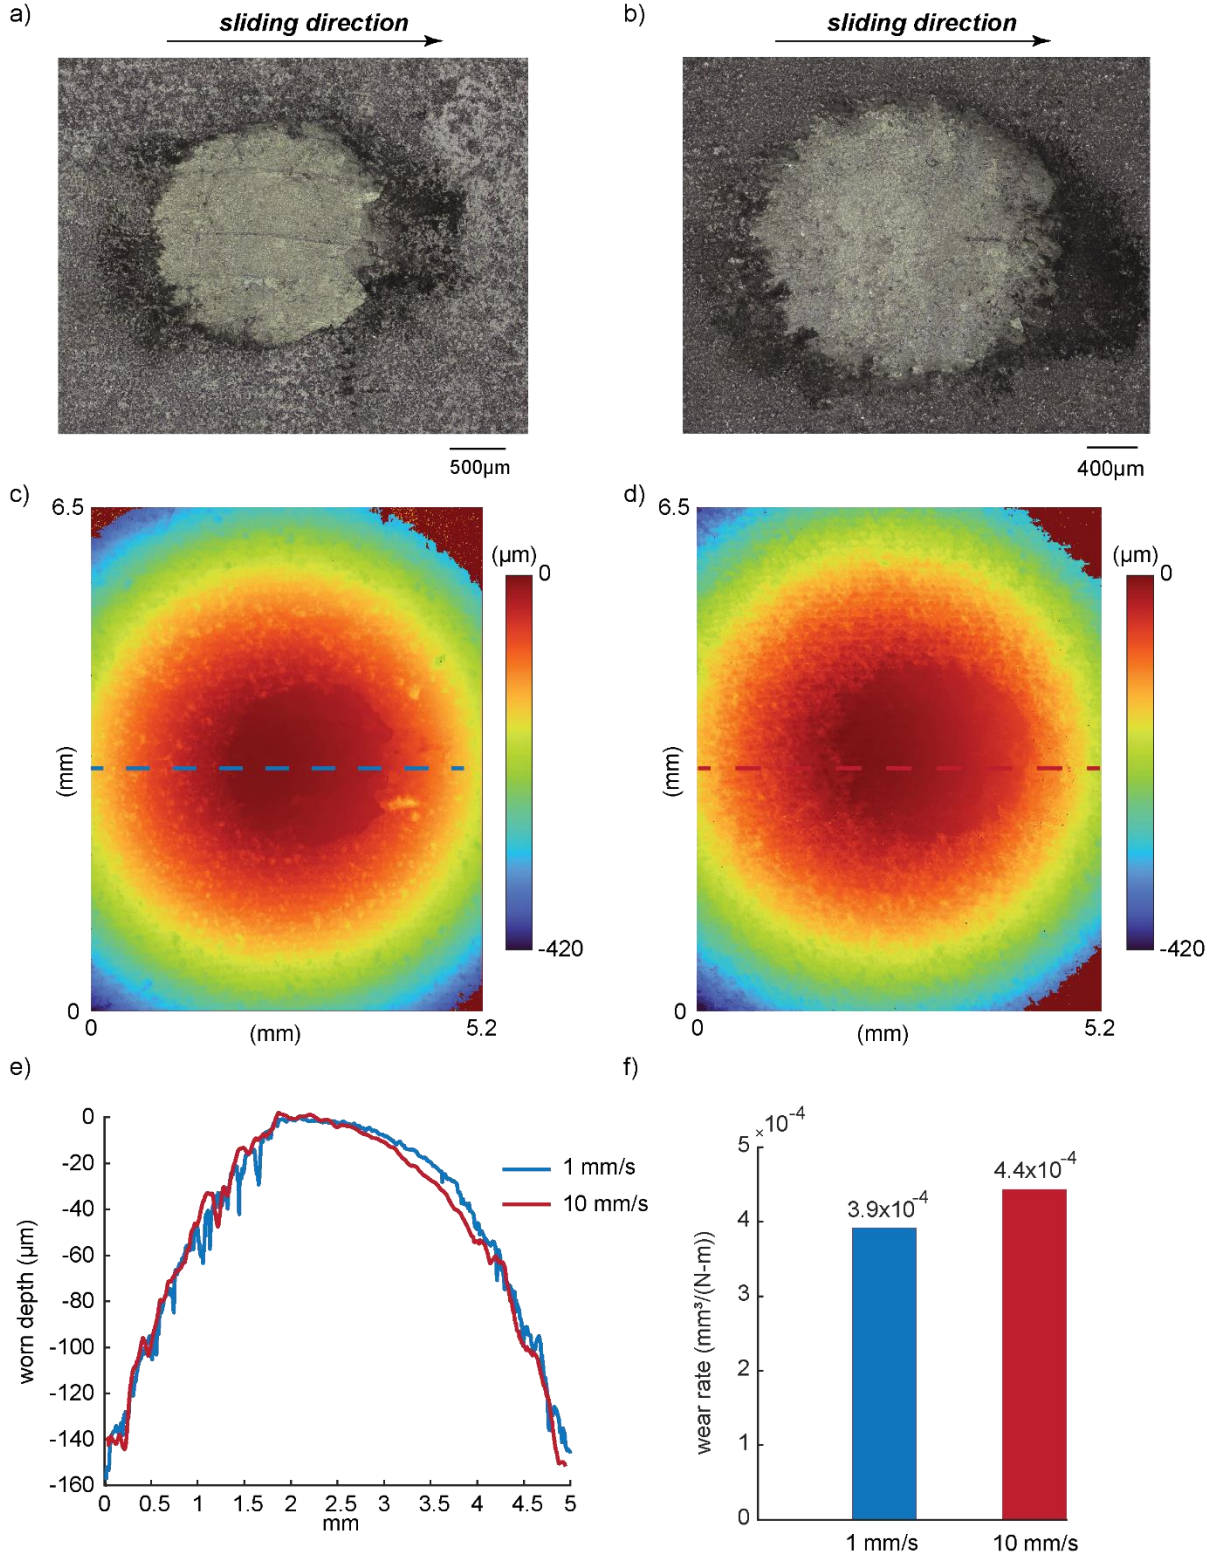 a)
sliding direction
b)
sliding direction
500µm
400µm
c)
6.5
(µm)
0
-420
(mm)
0
0
(mm)
5.2
d)
6.5
(µm)
0
-420
(mm)
0
0
(mm)
5.2
e)
0
-20
-40
-60
-80
-100
-120
-140
-160
worn depth (µm)
0 0.5 1 1.5 2 2.5 3 3.5 4 4.5 5
mm
1 mm/s
10 mm/s
f)
×10⁻⁴
5
4
3
2
1
0
wear rate (mm³/(N-m))
3.9x10⁻⁴
4.4x10⁻⁴
1 mm/s
10 mm/s